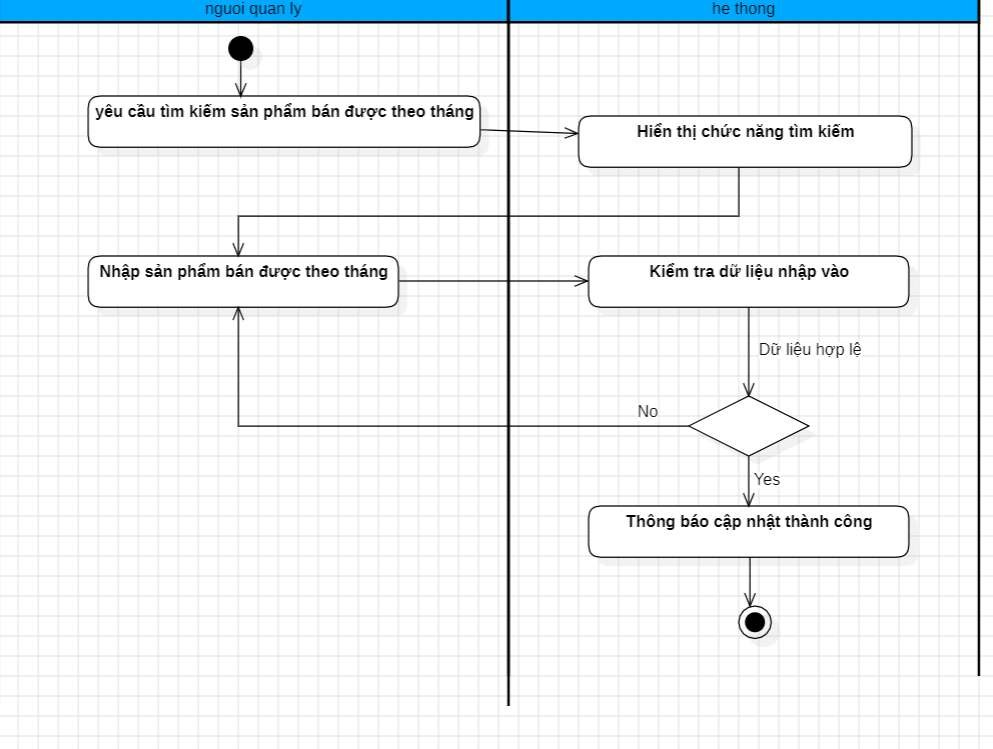 nguoi quan ly
he thong
yêu cầu tìm kiếm sản phẩm bán được theo tháng
Hiển thị chức năng tìm kiếm
Nhập sản phẩm bán được theo tháng
Kiểm tra dữ liệu nhập vào
Dữ liệu hợp lệ
No
Yes
Thông báo cập nhật thành công